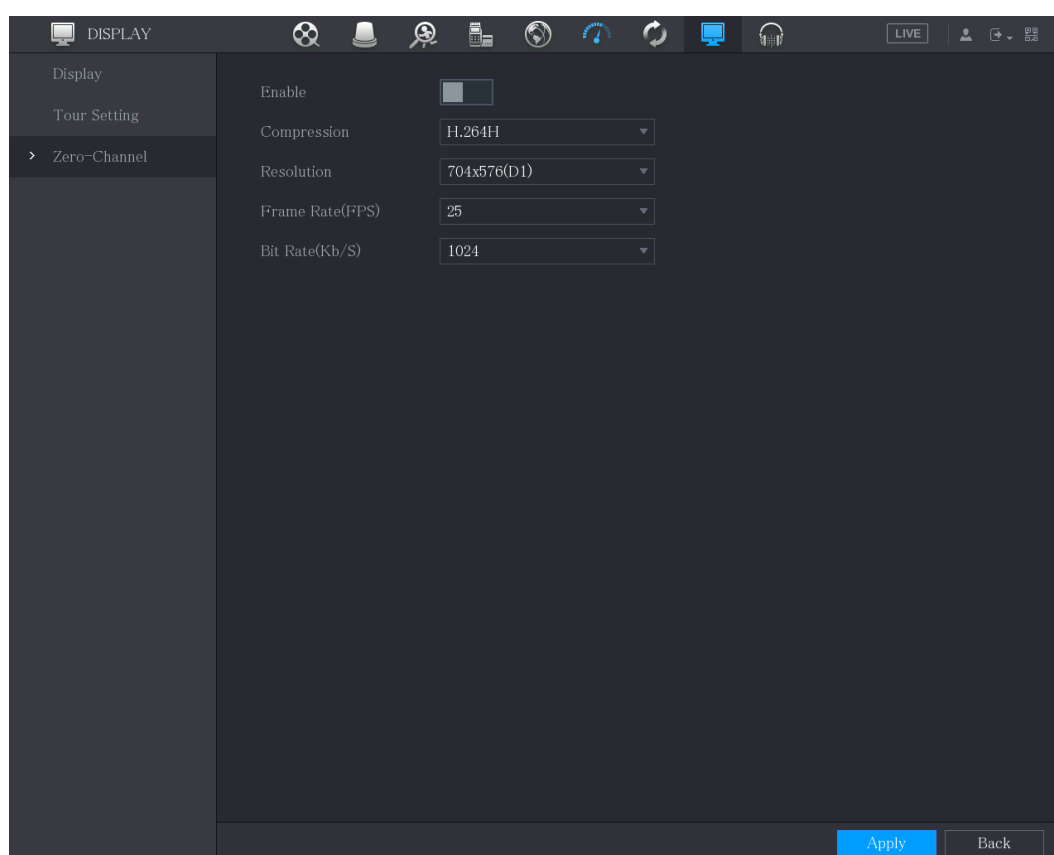 DISPLAY
LIVE
Display
Tour Setting
Zero-Channel
Enable
Compression H.264H
Resolution 704x576(D1)
Frame Rate(FPS) 25
Bit Rate(Kb/S) 1024
Apply Back